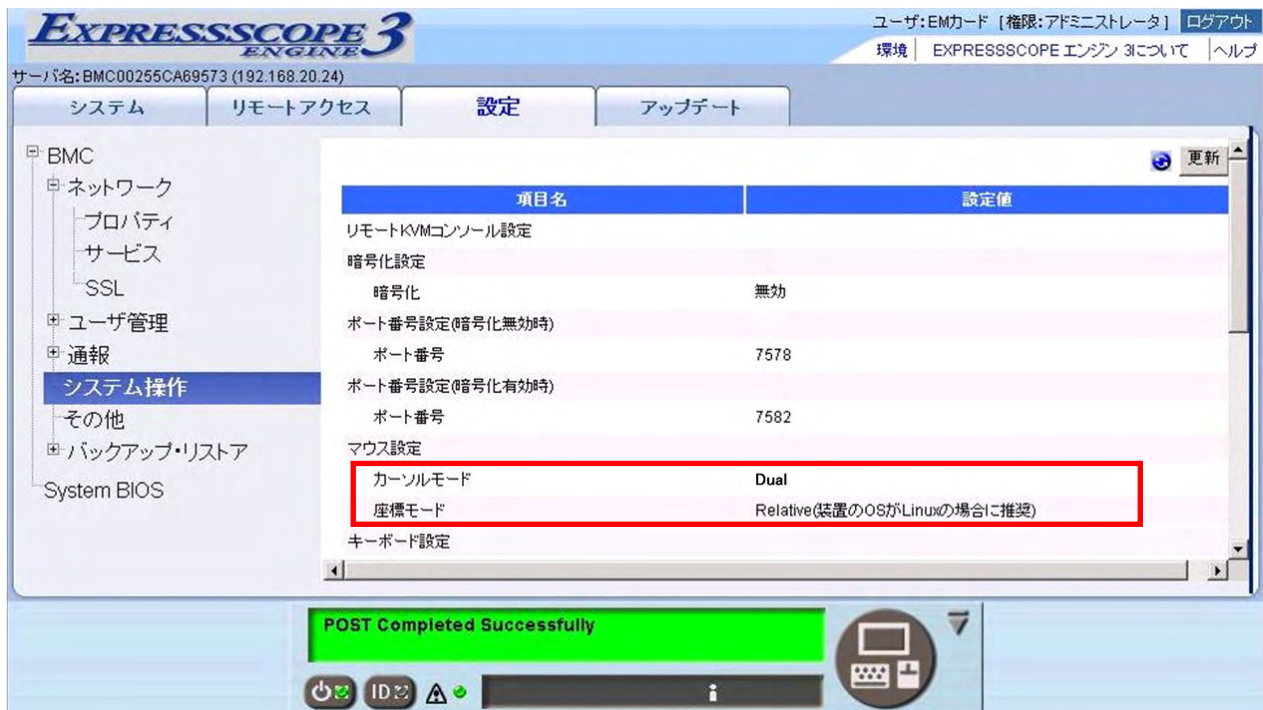 EXPRESSSCOPE 3
ENGINE
ユーザ:EMカード [権限:アドミニストレータ] ログアウト
環境 EXPRESSSCOPE エンジン 3について ヘルプ
サーバ名:BMC00255CA69573 (192.168.20.24)
システム リモートアクセス 設定 アップデート
BMC
ネットワーク
プロパティ
サービス
SSL
ユーザ管理
通報
システム操作
その他
バックアップ・リストア
System BIOS
更新
項目名 設定値
リモートKVMコンソール設定
暗号化設定
暗号化 無効
ポート番号設定(暗号化無効時)
ポート番号 7578
ポート番号設定(暗号化有効時)
ポート番号 7582
マウス設定
カーソルモード Dual
座標モード Relative(装置のOSがLinuxの場合に推奨)
キーボード設定
POST Completed Successfully
ID